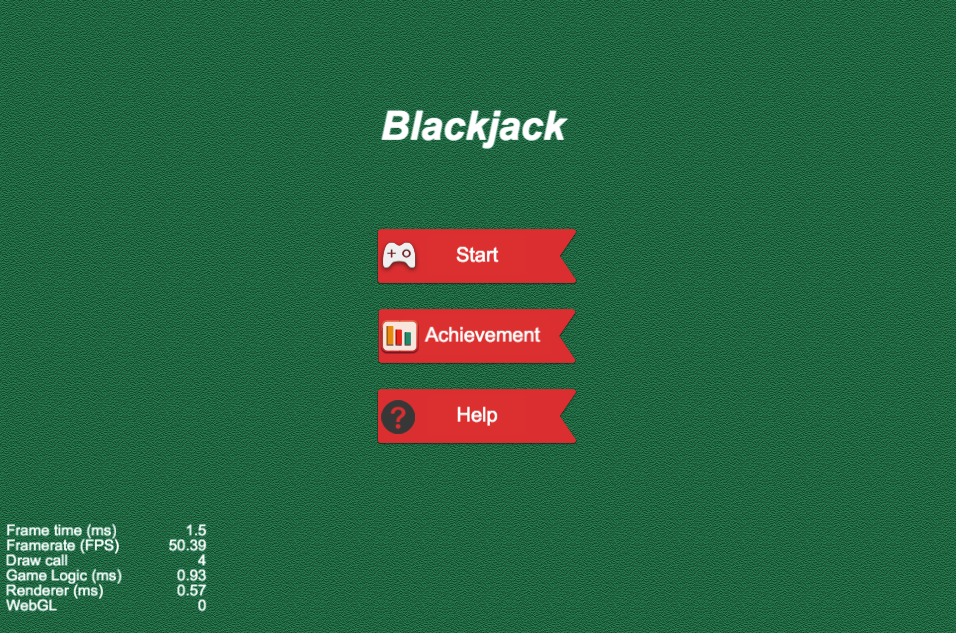 Blackjack
Start
Achievement
Help
Frame time (ms) 1.5
Framerate (FPS) 50.39
Draw call 4
Game Logic (ms) 0.93
Renderer (ms) 0.57
WebGL 0